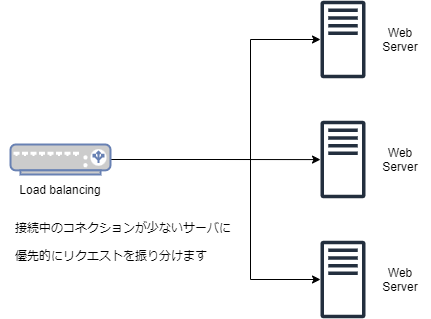 Web
Server
Web
Server
Load balancing
Web
Server
接続中のコネクションが少ないサーバに
優先的にリクエストを振り分けます